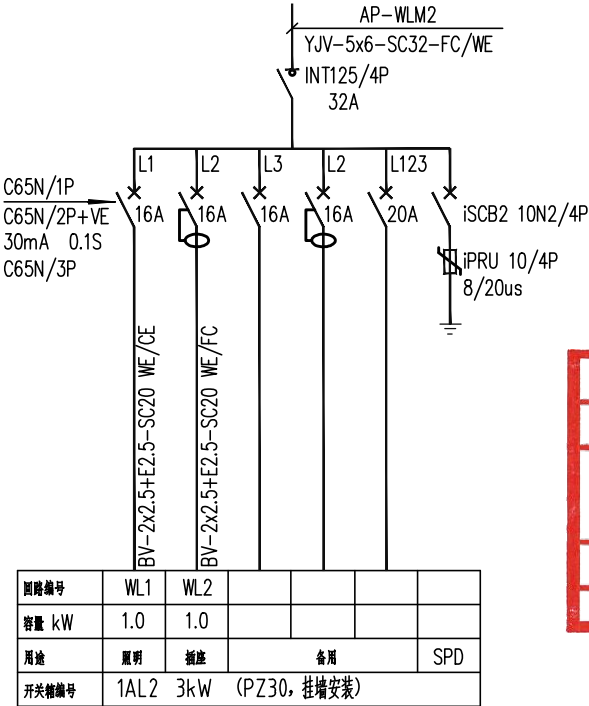 AP-WLM2
YJV-5x6-SC32-FC/WE
INT125/4P
32A
L1 L2 L3 L2 L123
C65N/1P
C65N/2P+VE
30mA 0.1S
C65N/3P
16A 16A 16A 16A 20A iSCB2 10N2/4P
iPRU 10/4P
8/20us
BV-2x2.5+E2.5-SC20 WE/CE
BV-2x2.5+E2.5-SC20 WE/FC
回路编号 WL1 WL2
容量 kW 1.0 1.0
用途 照明 插座 备用 SPD
开关箱编号 1AL2 3kW (PZ30,挂墙安装)